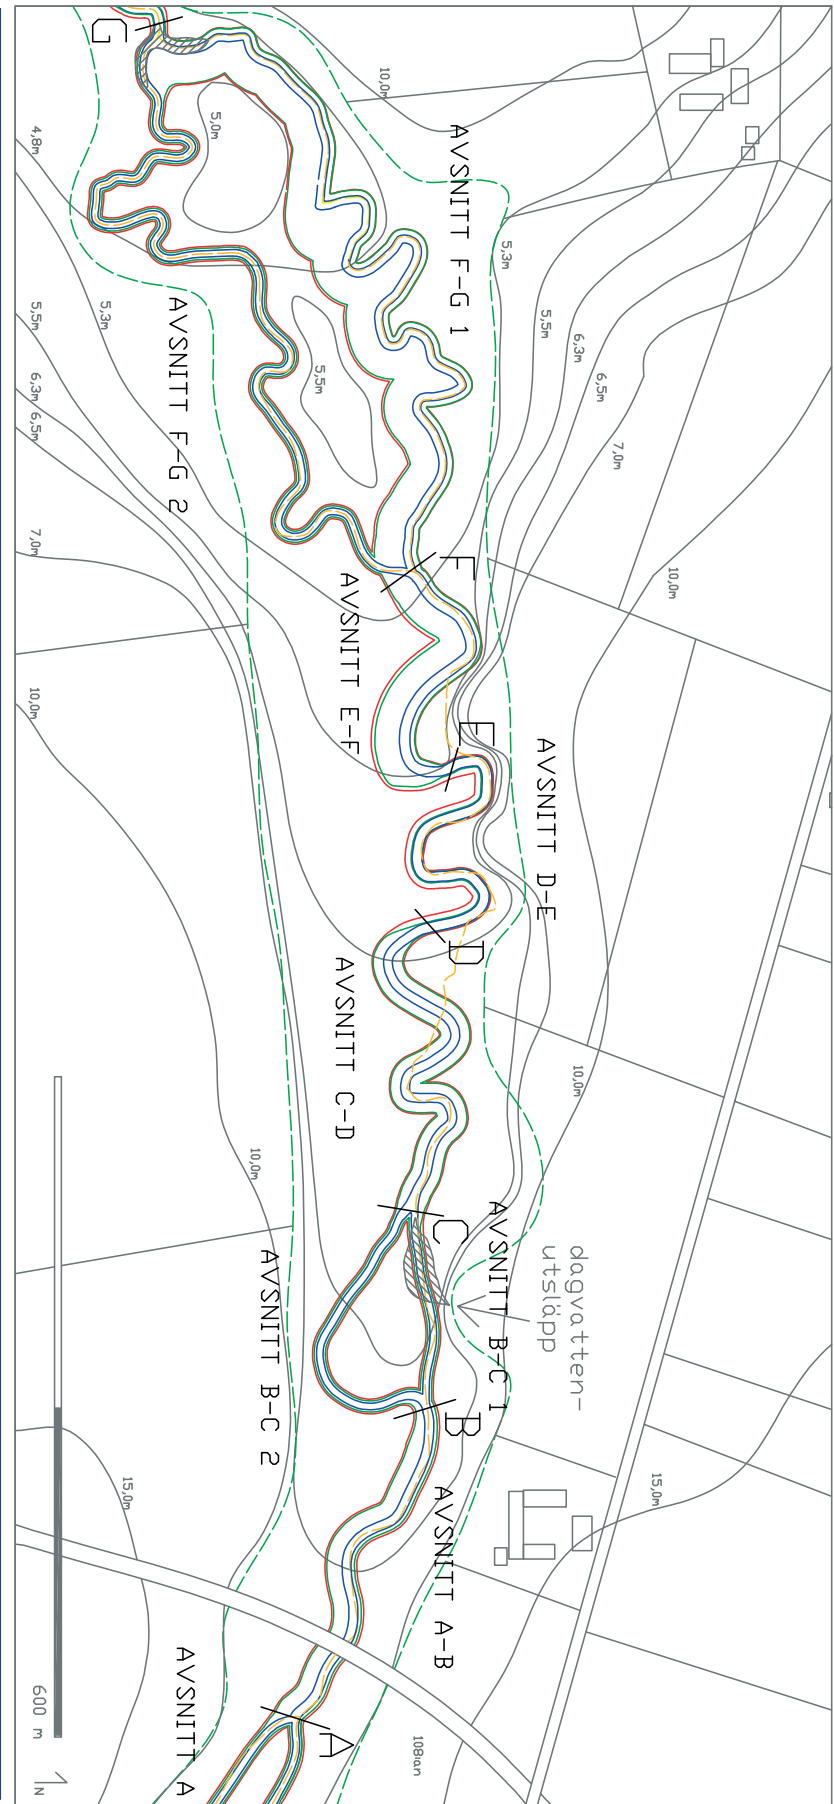 G
10,0m
5,0m
4,8m
AVSNITT F-G 1
5,3m
5,5m
6,3m
6,5m
7,0m
10,0m
5,3m
5,5m
6,3m
6,5m
7,0m
10,0m
AVSNITT F-G 2
5,5m
F
AVSNITT E-F
E
AVSNITT D-E
D
AVSNITT C-D
10,0m
10,0m
C
AVSNITT B-C 1
dagvatten-
utsläpp
AVSNITT B-C 2
B
15,0m
15,0m
AVSNITT A-B
A
AVSNITT A
600 m
N